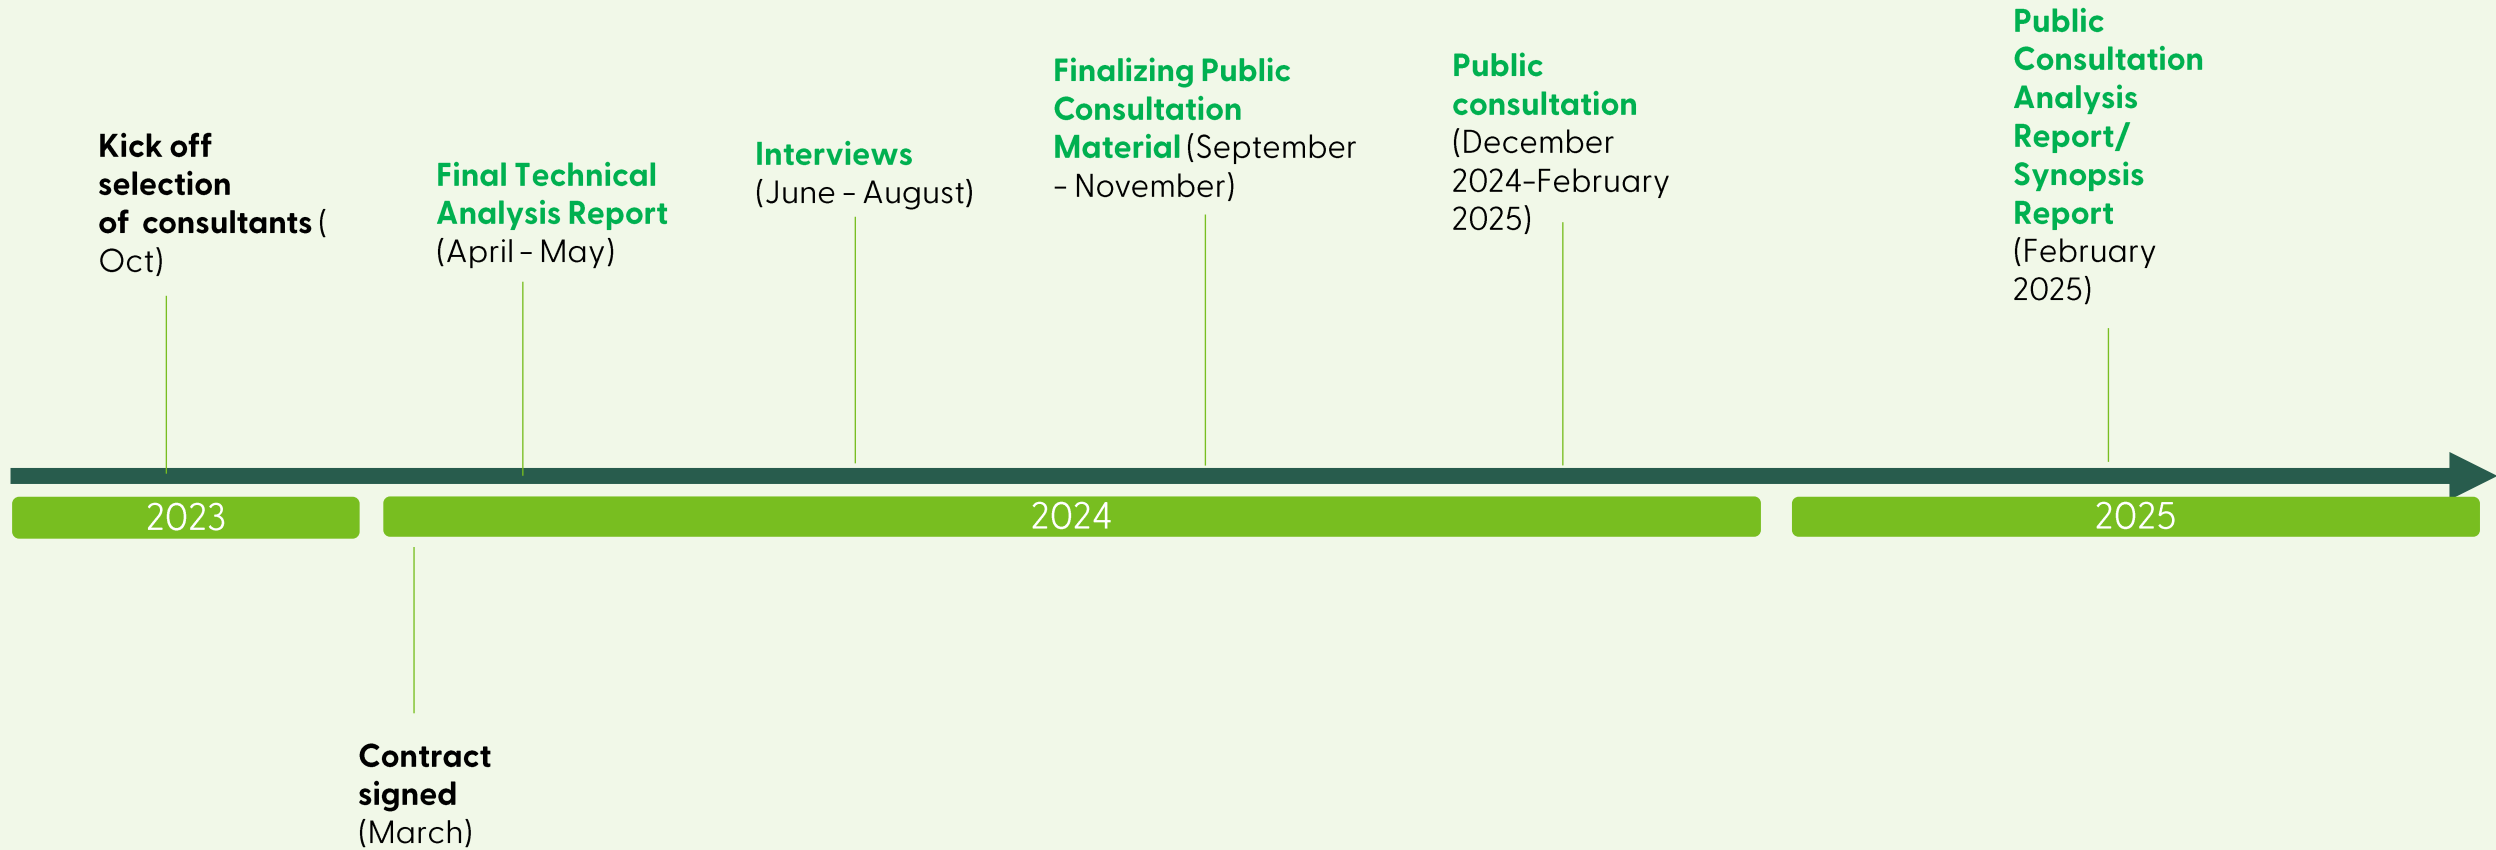 Kick off
selection
of consultants (
Oct)
Final Technical
Analysis Report
(April – May)
Interviews
(June – August)
Finalizing Public
Consultation
Material (September
– November)
Public
consultation
(December
2024–February
2025)
Public
Consultation
Analysis
Report/
Synopsis
Report
(February
2025)
2023
2024
2025
Contract
signed
(March)